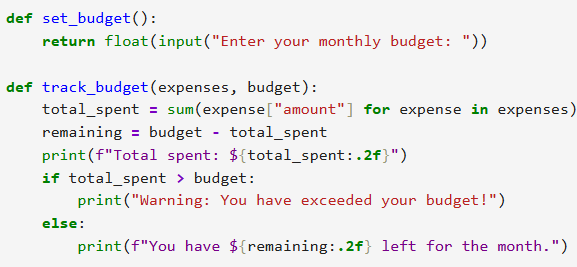 def set_budget():
    return float(input("Enter your monthly budget: "))

def track_budget(expenses, budget):
    total_spent = sum(expense["amount"] for expense in expenses)
    remaining = budget - total_spent
    print(f"Total spent: ${total_spent:.2f}")
    if total_spent > budget:
        print("Warning: You have exceeded your budget!")
    else:
        print(f"You have ${remaining:.2f} left for the month.")